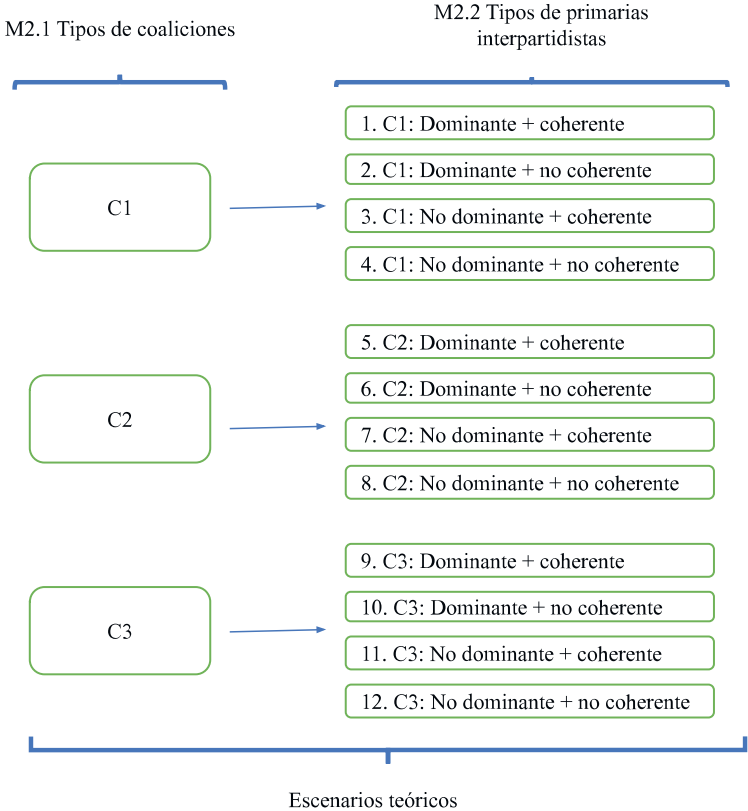 M2.1 Tipos de coaliciones
M2.2 Tipos de primarias
interpartidistas
C1
1. C1: Dominante + coherente
2. C1: Dominante + no coherente
3. C1: No dominante + coherente
4. C1: No dominante + no coherente
C2
5. C2: Dominante + coherente
6. C2: Dominante + no coherente
7. C2: No dominante + coherente
8. C2: No dominante + no coherente
C3
9. C3: Dominante + coherente
10. C3: Dominante + no coherente
11. C3: No dominante + coherente
12. C3: No dominante + no coherente
Escenarios teóricos